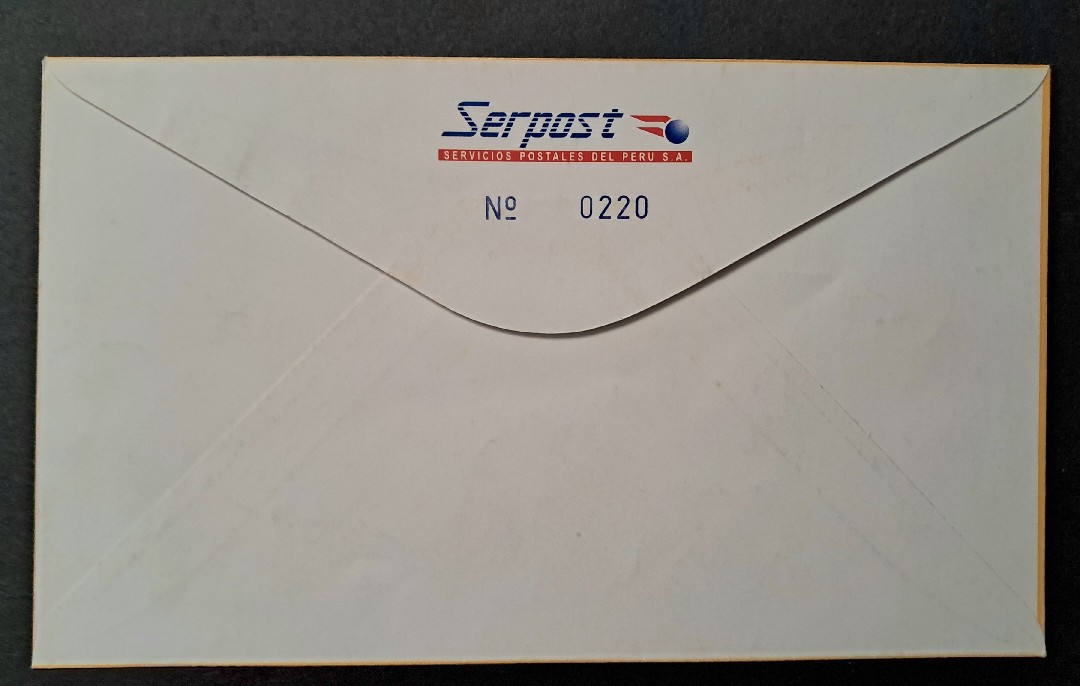 Serpost
SERVICIOS POSTALES DEL PERU S.A.
Nº 0220